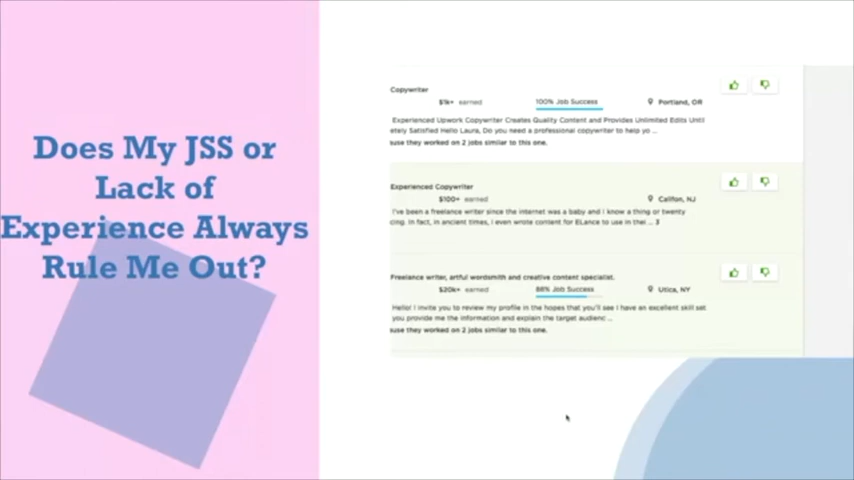 Does My JSS or
Lack of
Experience Always
Rule Me Out?
Copywriter
$1k+ earned 100% Job Success Portland, OR
Experienced Upwork Copywriter Creates Quality Content and Provides Unlimited Edits Until
etely Satisfied Hello Laura, Do you need a professional copywriter to help yo ...
use they worked on 2 jobs similar to this one.
Experienced Copywriter
$100+ earned Califon, NJ
I've been a freelance writer since the internet was a baby and I know a thing or twenty
cing. In fact, in ancient times, I even wrote content for ELance to use in thei ... 3
Freelance writer, artful wordsmith and creative content specialist.
$20k+ earned 88% Job Success Utica, NY
Hello! I invite you to review my profile in the hopes that you'll see I have an excellent skill set
you provide me the information and explain the target audienc ...
use they worked on 2 jobs similar to this one.